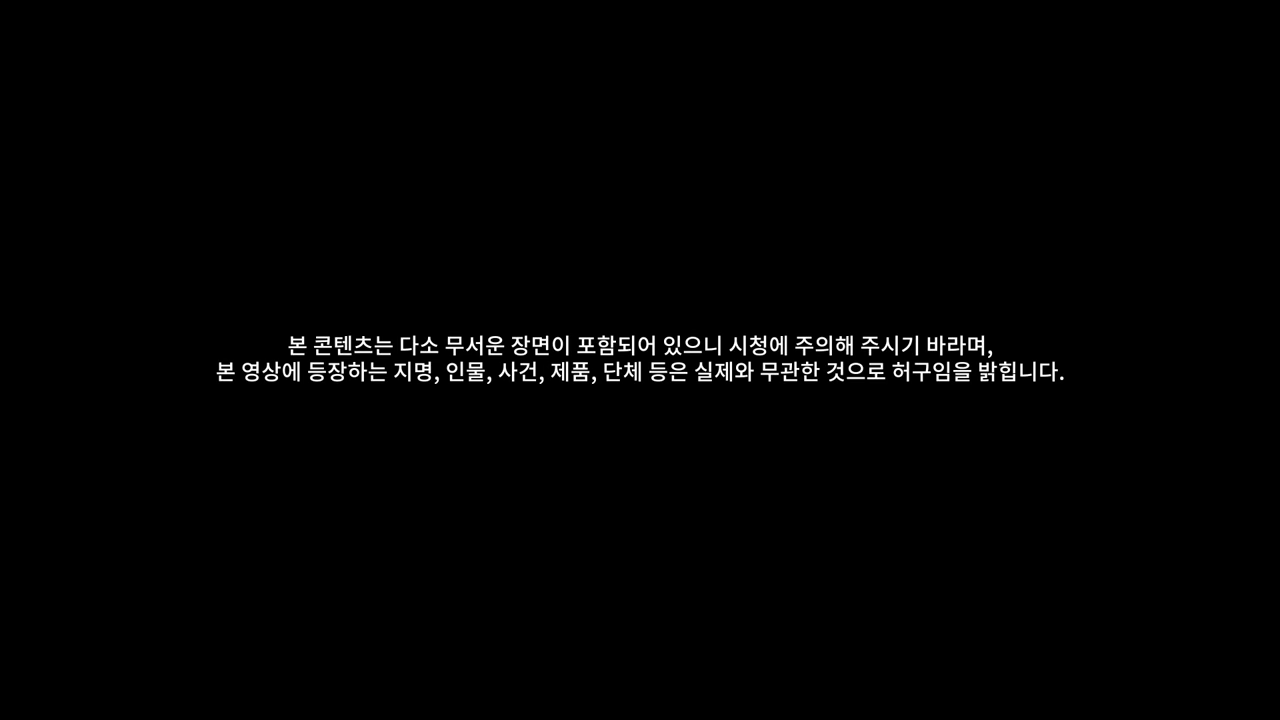 본 콘텐츠는 다소 무서운 장면이 포함되어 있으니 시청에 주의해 주시기 바라며,
본 영상에 등장하는 지명, 인물, 사건, 제품, 단체 등은 실제와 무관한 것으로 허구임을 밝힙니다.